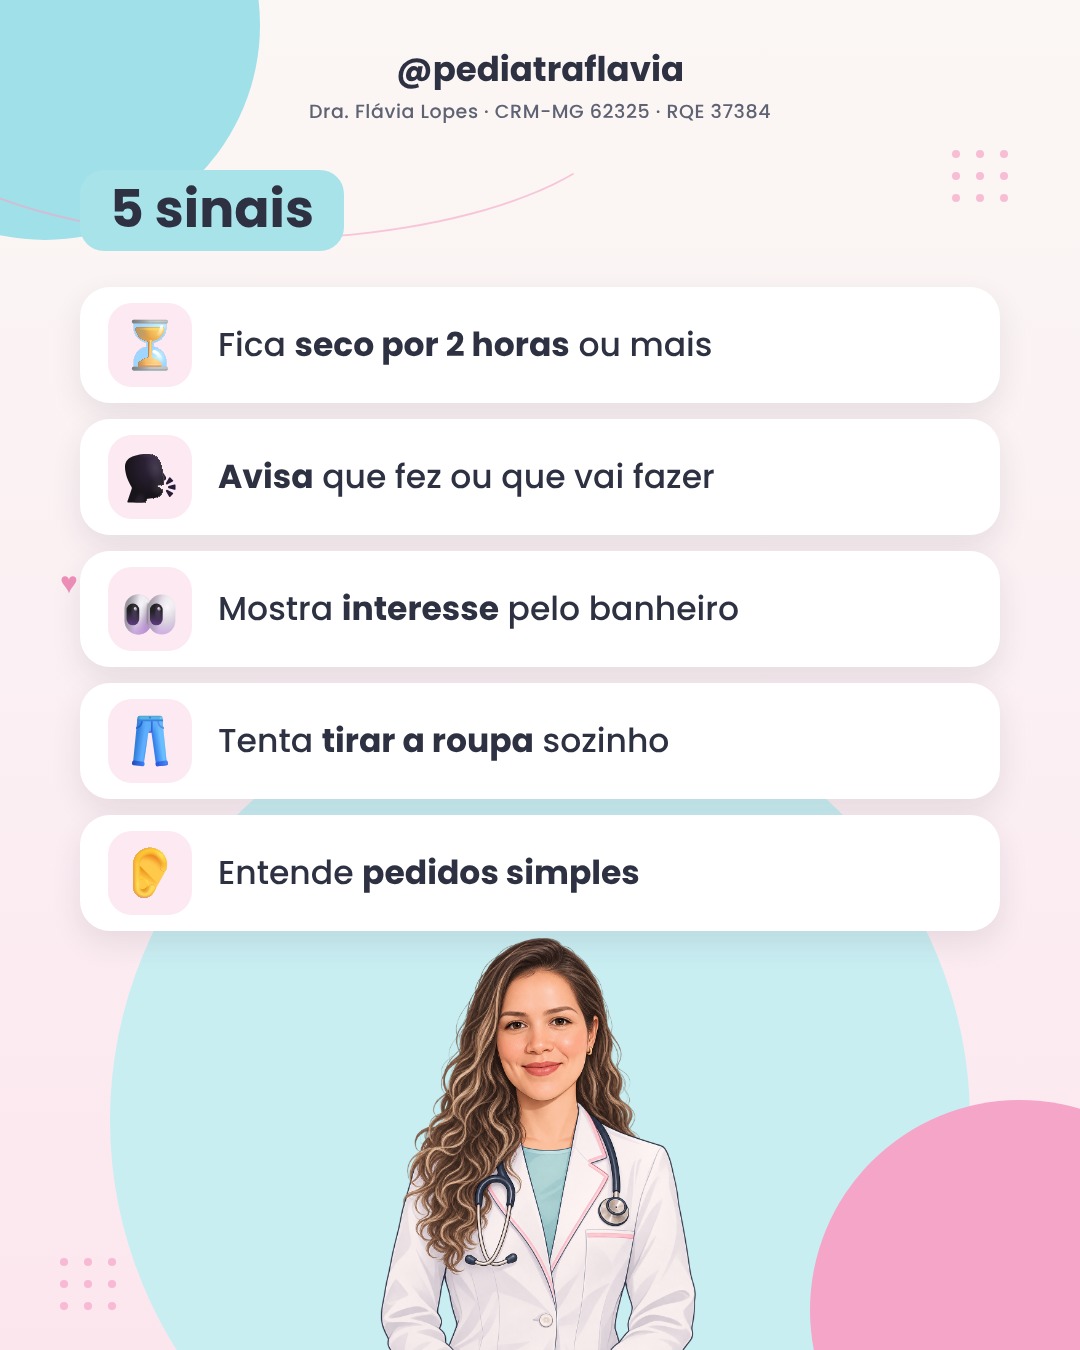 @pediatraflavia
Dra. Flávia Lopes · CRM-MG 62325 · RQE 37384
5 sinais
Fica seco por 2 horas ou mais
Avisa que fez ou que vai fazer
Mostra interesse pelo banheiro
Tenta tirar a roupa sozinho
Entende pedidos simples